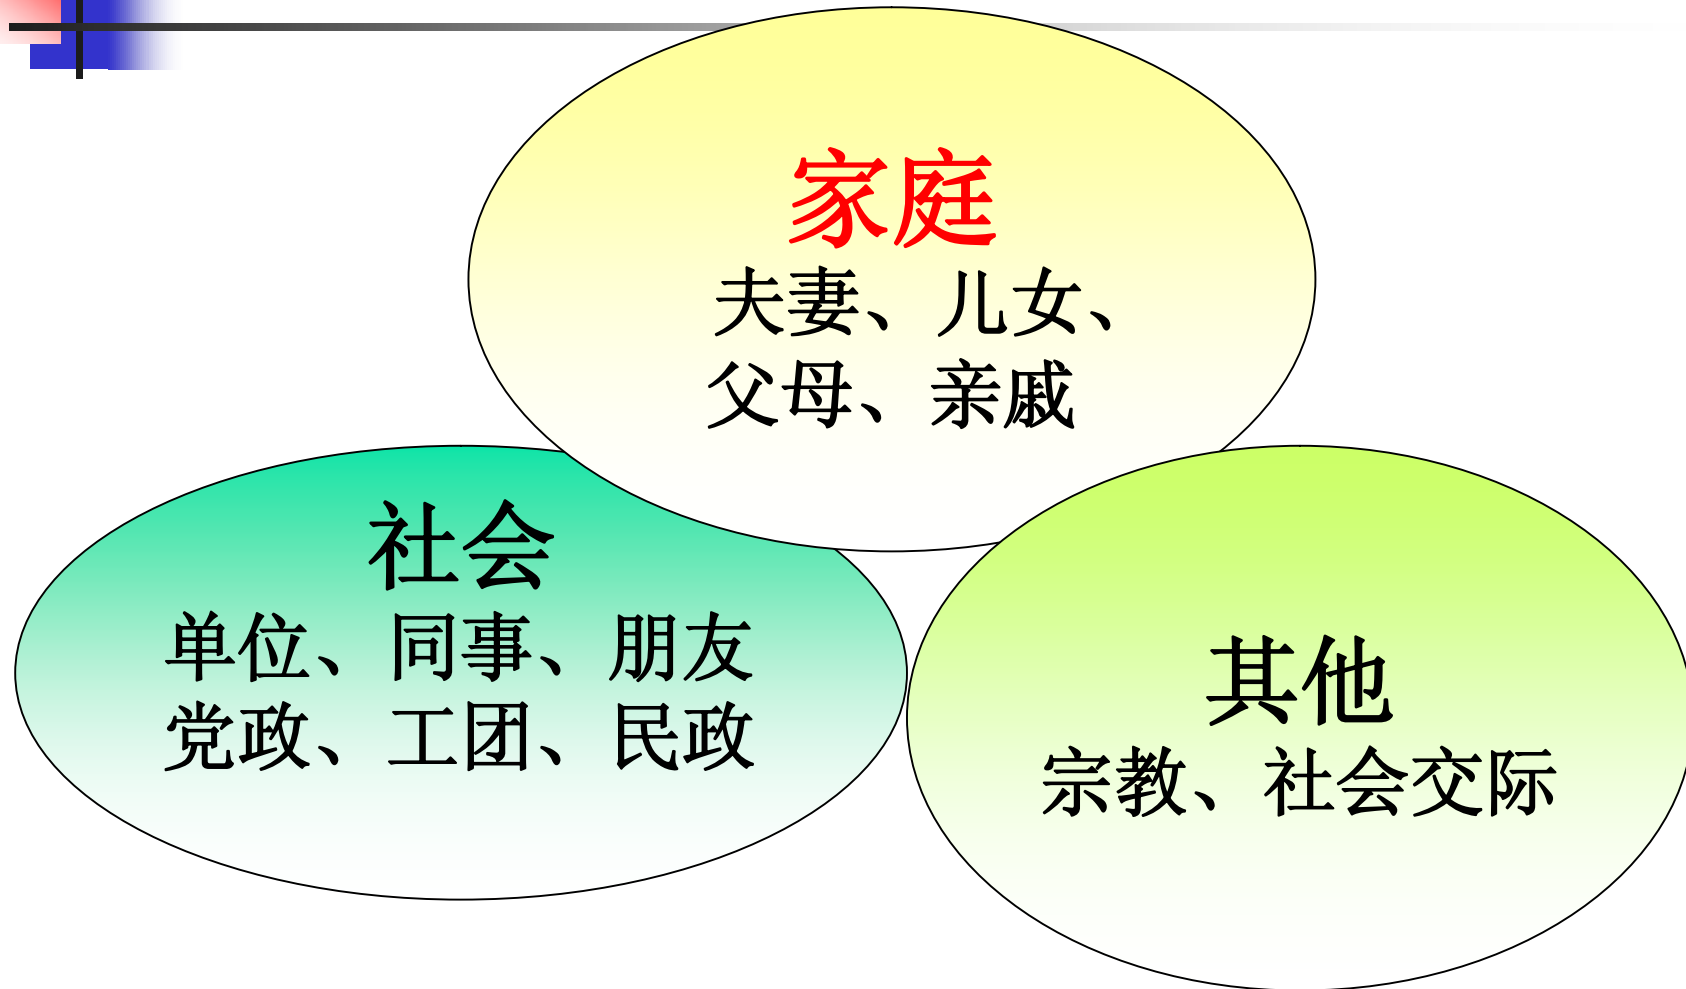 家庭
夫妻、儿女、
父母、亲戚
社会
单位、同事、朋友
党政、工团、民政
其他
宗教、社会交际